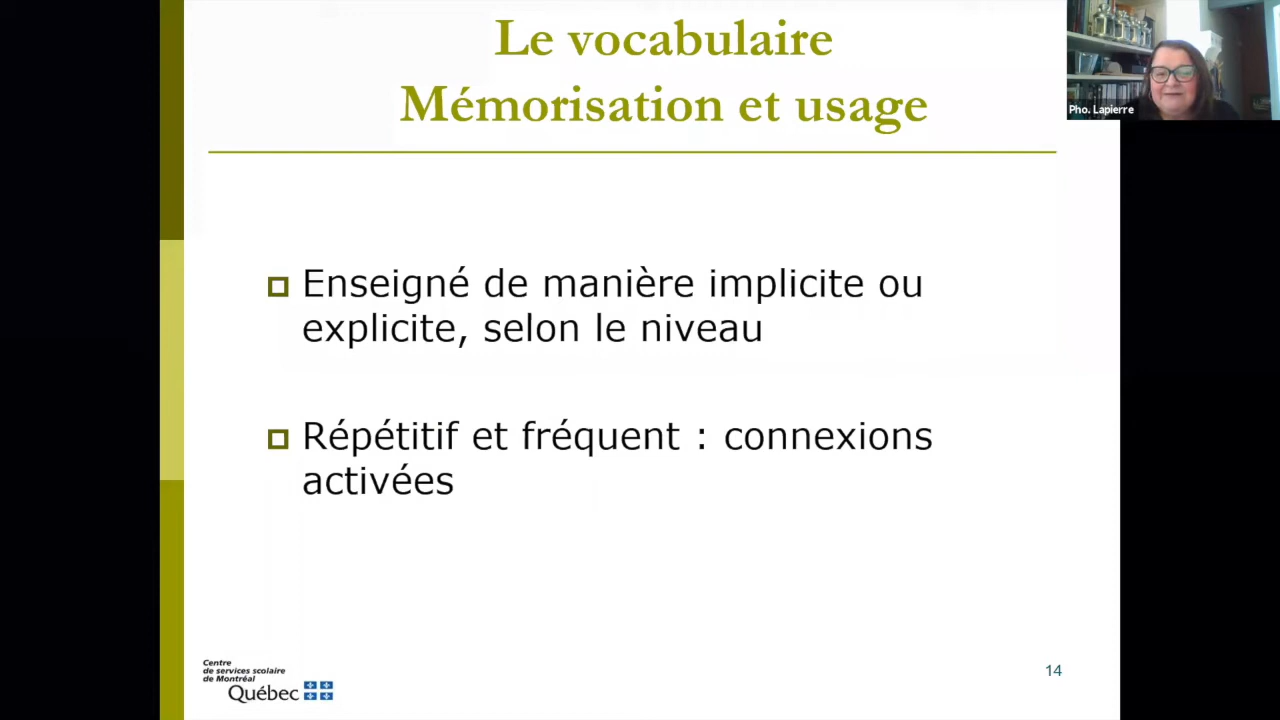 Le vocabulaire
Mémorisation et usage
Pho. Lapierre
Enseigné de manière implicite ou
explicite, selon le niveau
Répétitif et fréquent : connexions
activées
Centre
de services scolaire
de Montréal
Québec
14